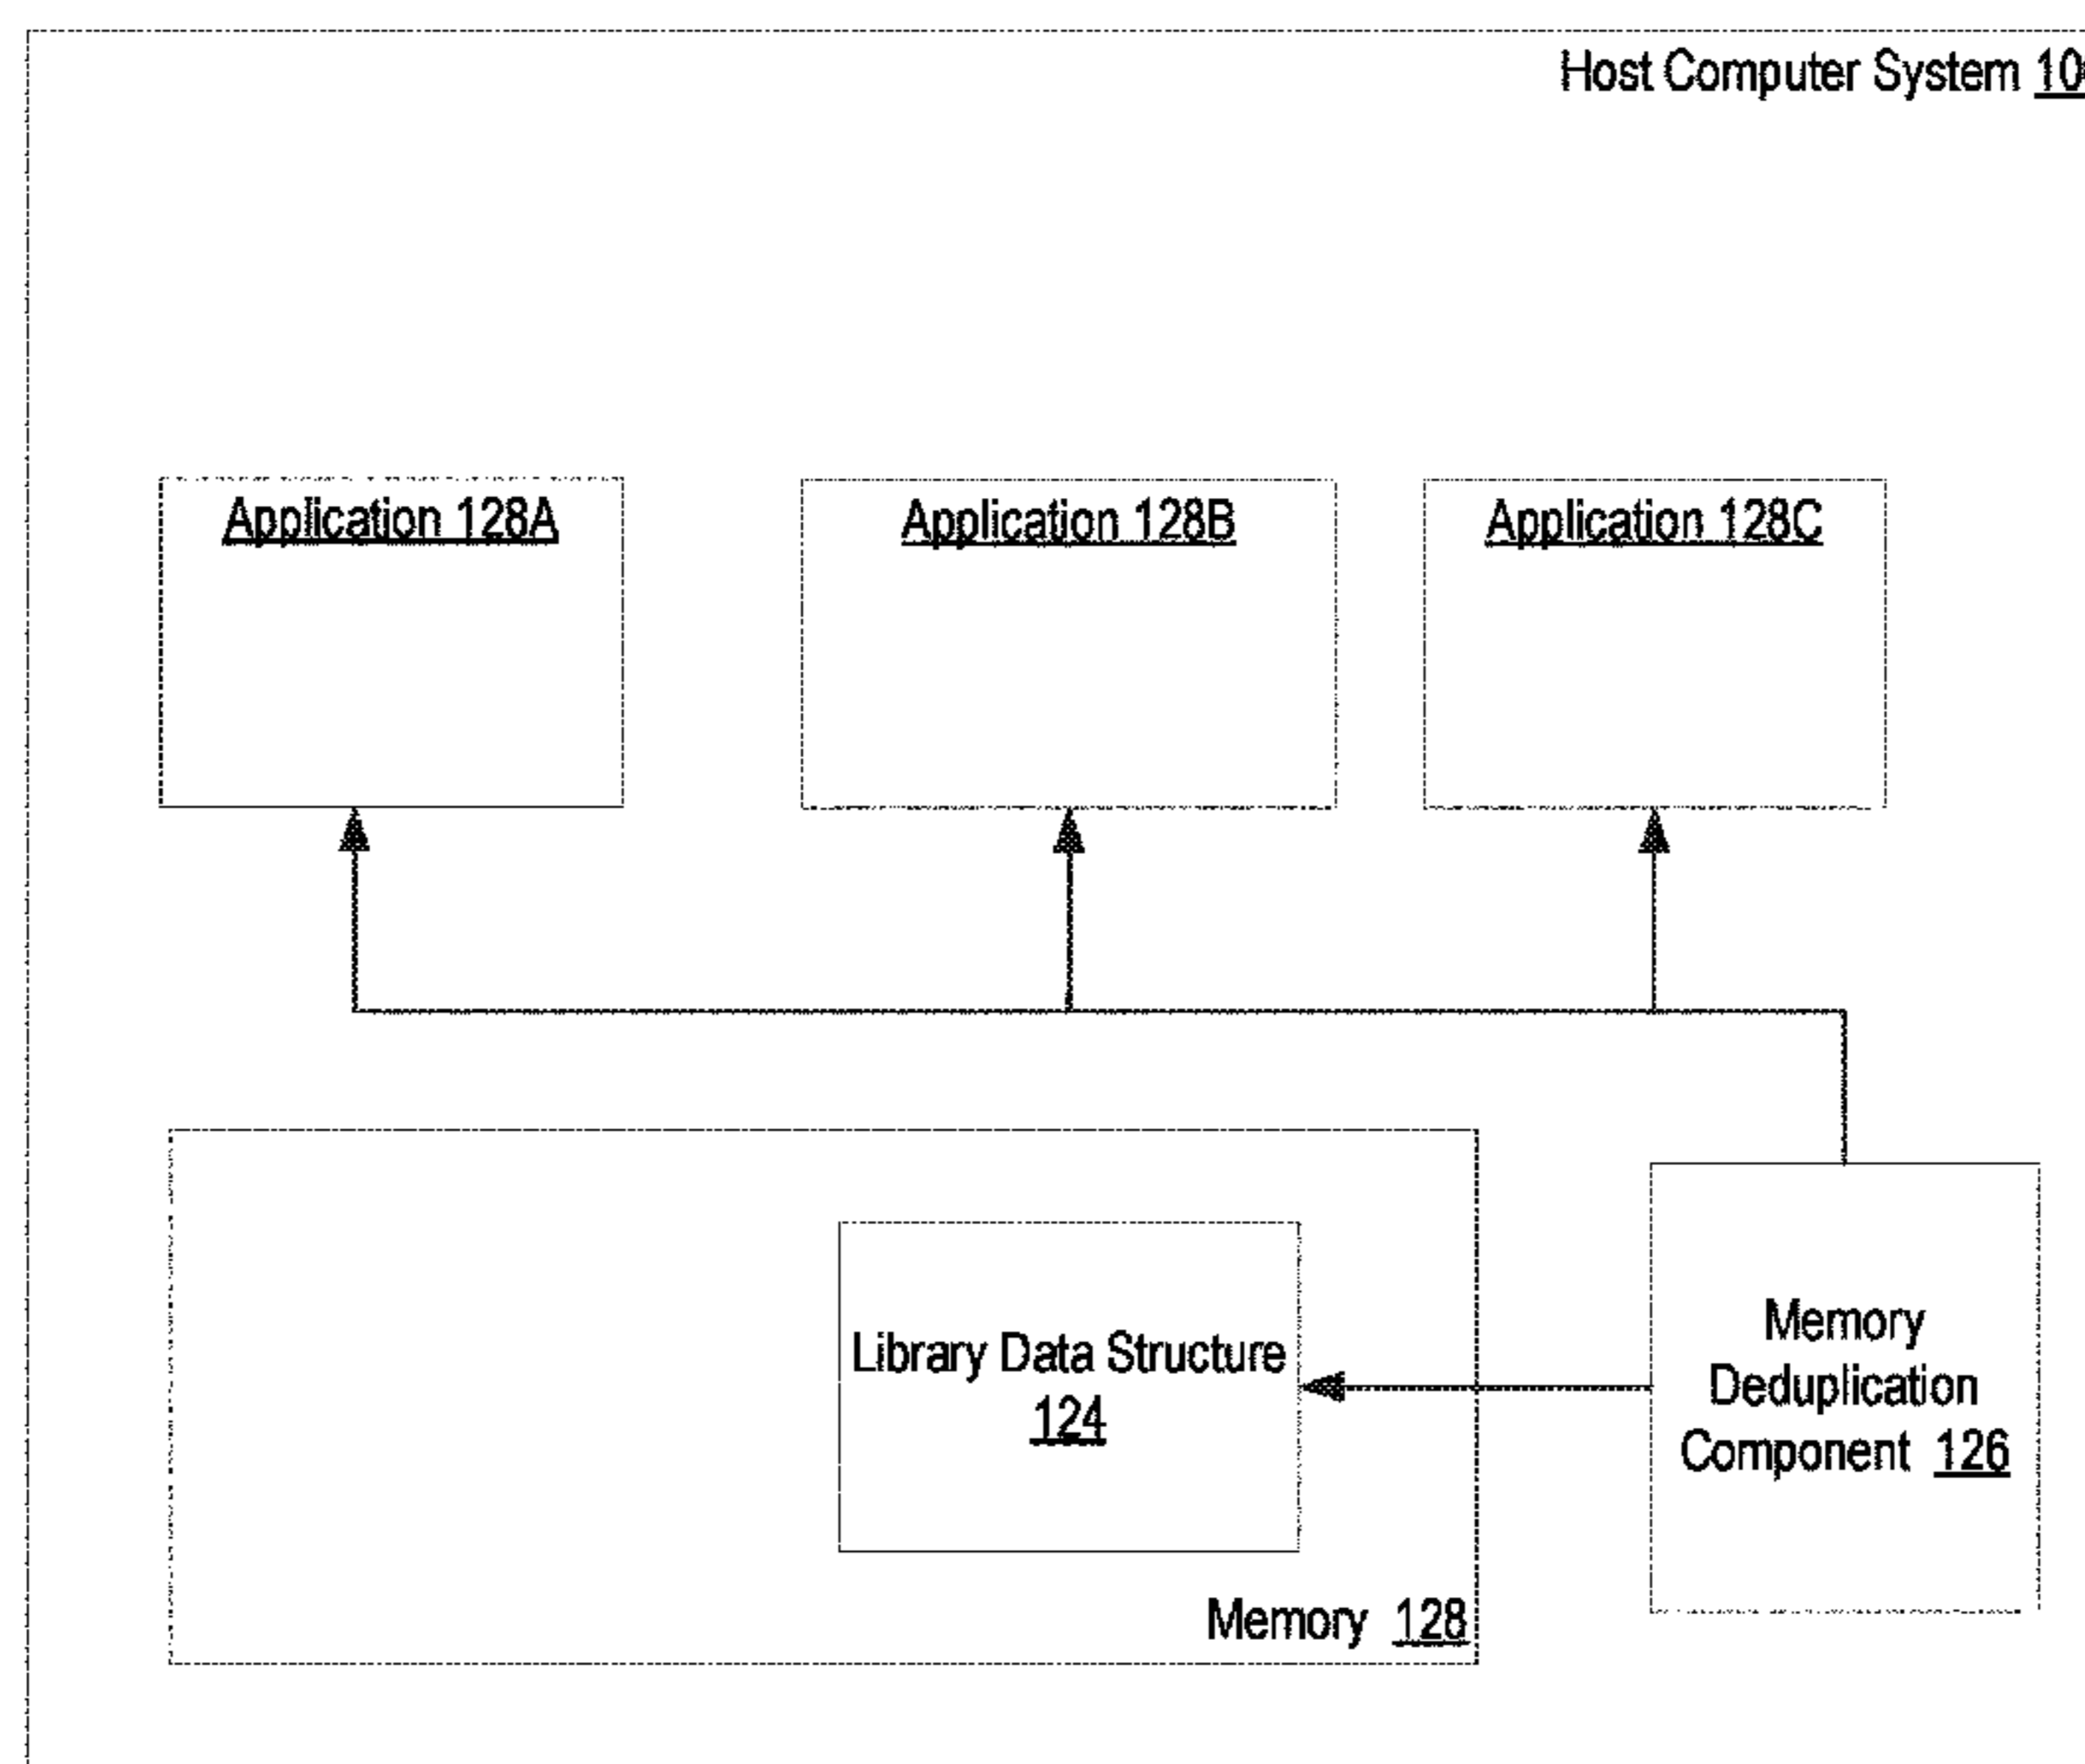 Host Computer System
Application 128A
Application 128B
Application 128C
Library Data Structure
124
Memory
Deduplication
Component 126
Memory 128